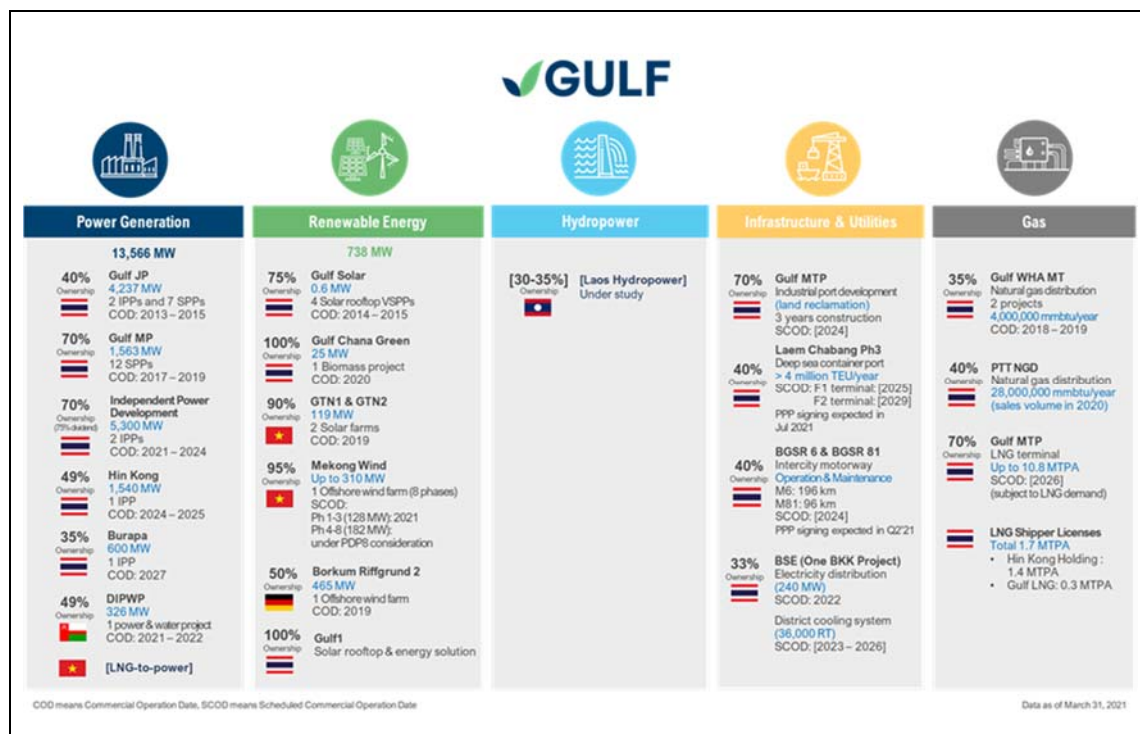 GULF
Power Generation
13,566 MW
40%
Ownership
Gulf JP
4,237 MW
2 IPPs and 7 SPPs
COD: 2013 – 2015
70%
Ownership
Gulf MP
1,563 MW
12 SPPs
COD: 2017 – 2019
70%
Ownership
(75% dividend)
Independent Power
Development
5,300 MW
2 IPPs
COD: 2021 – 2024
49%
Ownership
Hin Kong
1,540 MW
1 IPP
COD: 2024 – 2025
35%
Ownership
Burapa
600 MW
1 IPP
COD: 2027
49%
Ownership
DIPWP
326 MW
1 power & water project
COD: 2021 – 2022
[LNG-to-power]
Renewable Energy
738 MW
75%
Ownership
Gulf Solar
0.6 MW
4 Solar rooftop VSPPs
COD: 2014 – 2015
100%
Ownership
Gulf Chana Green
25 MW
1 Biomass project
COD: 2020
90%
Ownership
GTN1 & GTN2
119 MW
2 Solar farms
COD: 2019
95%
Ownership
Mekong Wind
Up to 310 MW
1 Offshore wind farm (8 phases)
SCOD:
Ph 1-3 (128 MW): 2021
Ph 4-8 (182 MW):
under PDP8 consideration
50%
Ownership
Borkum Riffgrund 2
465 MW
1 Offshore wind farm
COD: 2019
100%
Ownership
Gulf1
Solar rooftop & energy solution
Hydropower
[30-35%]
Ownership
[Laos Hydropower]
Under study
Infrastructure & Utilities
70%
Ownership
Gulf MTP
Industrial port development
(land reclamation)
3 years construction
SCOD: [2024]
40%
Ownership
Laem Chabang Ph3
Deep sea container port
> 4 million TEU/year
SCOD: F1 terminal: [2025]
F2 terminal: [2029]
PPP signing expected in
Jul 2021
40%
Ownership
BGSR 6 & BGSR 81
Intercity motorway
Operation & Maintenance
M6: 196 km
M81: 96 km
SCOD: [2024]
PPP signing expected in Q2'21
33%
Ownership
BSE (One BKK Project)
Electricity distribution
(240 MW)
SCOD: 2022
District cooling system
(36,000 RT)
SCOD: [2023 – 2026]
Gas
35%
Ownership
Gulf WHA MT
Natural gas distribution
2 projects
4,000,000 mmbtu/year
COD: 2018 – 2019
40%
Ownership
PTT NGD
Natural gas distribution
28,000,000 mmbtu/year
(sales volume in 2020)
70%
Ownership
Gulf MTP
LNG terminal
Up to 10.8 MTPA
SCOD: [2026]
(subject to LNG demand)
LNG Shipper Licenses
Total 1.7 MTPA
• Hin Kong Holding :
1.4 MTPA
• Gulf LNG: 0.3 MTPA
COD means Commercial Operation Date, SCOD means Scheduled Commercial Operation Date
Data as of March 31, 2021